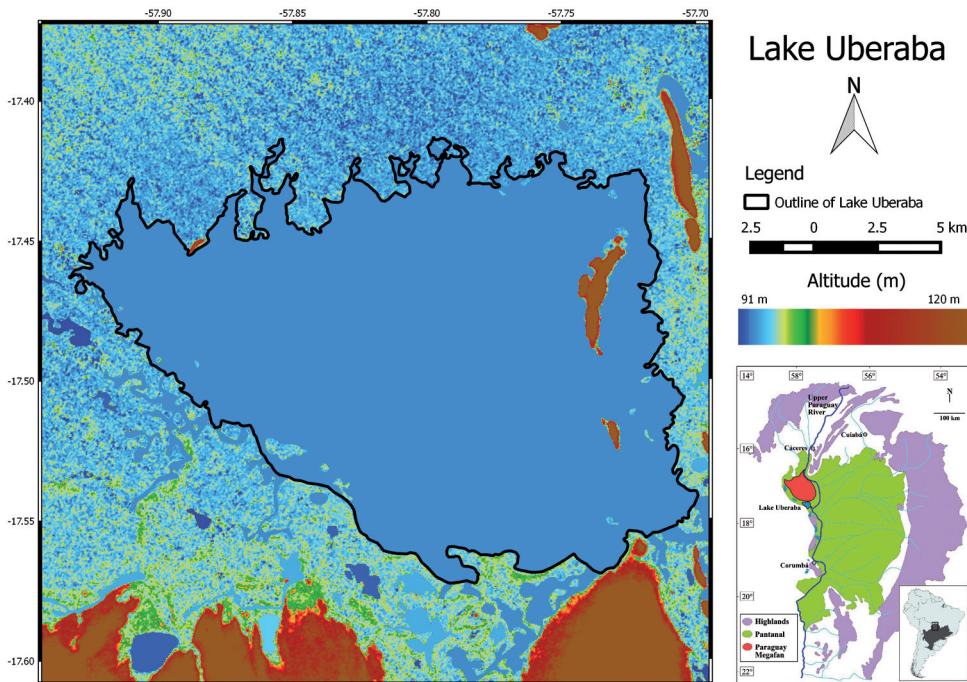 -57.90
-57.85
-57.80
-57.75
-57.70
-17.40
-17.45
-17.50
-17.55
-17.60
Lake Uberaba
N
Legend
Outline of Lake Uberaba
2.5 0 2.5 5 km
Altitude (m)
91 m 120 m
14° 58° 56° 54°
N
100 km
Upper
Paraguay
River
Cáceres
Cuiabá
16°
Lake Uberaba
18°
Corumbá
20°
22°
Highlands
Pantanal
Paraguay
Megafan